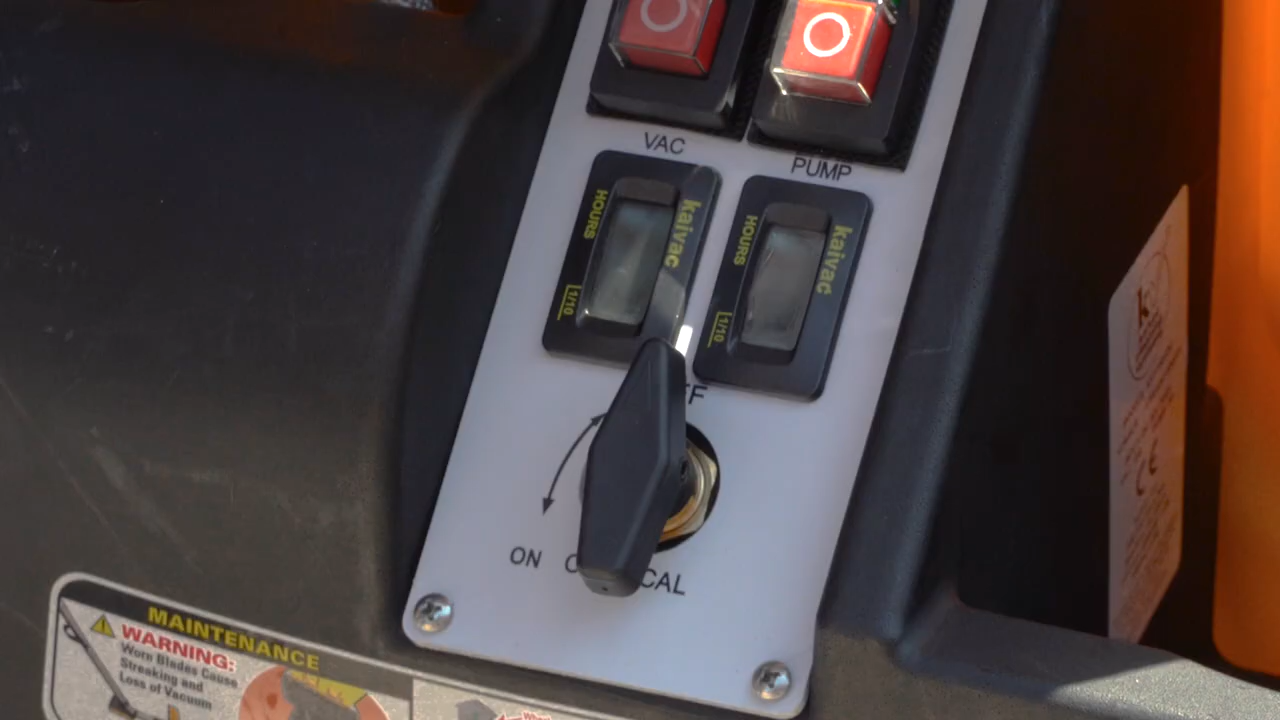 VAC
PUMP
HOURS
kaivac
1/10
HOURS
kaivac
1/10
ON
MAINTENANCE
WARNING:
Worn Blades Cause
Streaking and
Loss of Vacuum